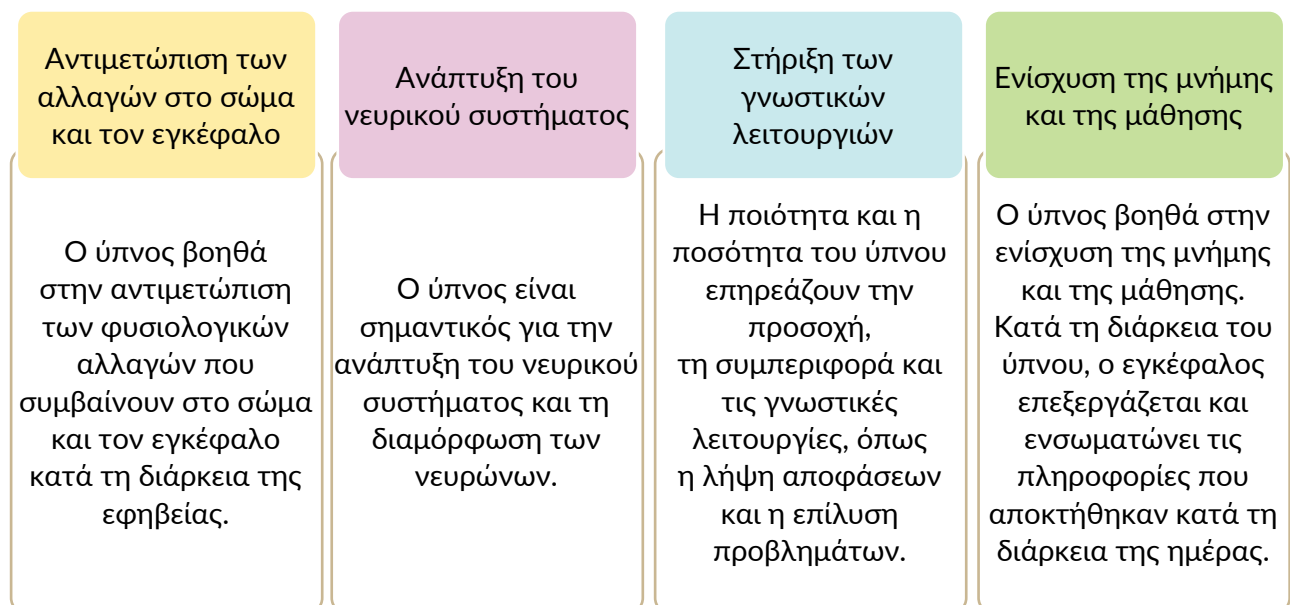 Αντιμετώπιση των
αλλαγών στο σώμα
και τον εγκέφαλο
Ο ύπνος βοηθά
στην αντιμετώπιση
των φυσιολογικών
αλλαγών που
συμβαίνουν στο σώμα
και τον εγκέφαλο
κατά τη διάρκεια της
εφηβείας.
Ανάπτυξη του
νευρικού συστήματος
Ο ύπνος είναι
σημαντικός για την
ανάπτυξη του νευρικού
συστήματος και τη
διαμόρφωση των
νευρώνων.
Στήριξη των
γνωστικών
λειτουργιών
Η ποιότητα και η
ποσότητα του ύπνου
επηρεάζουν την
προσοχή,
τη συμπεριφορά και
τις γνωστικές
λειτουργίες, όπως
η λήψη αποφάσεων
και η επίλυση
προβλημάτων.
Ενίσχυση της μνήμης
και της μάθησης
Ο ύπνος βοηθά στην
ενίσχυση της μνήμης
και της μάθησης.
Κατά τη διάρκεια του
ύπνου, ο εγκέφαλος
επεξεργάζεται και
ενσωματώνει τις
πληροφορίες που
αποκτήθηκαν κατά τη
διάρκεια της ημέρας.